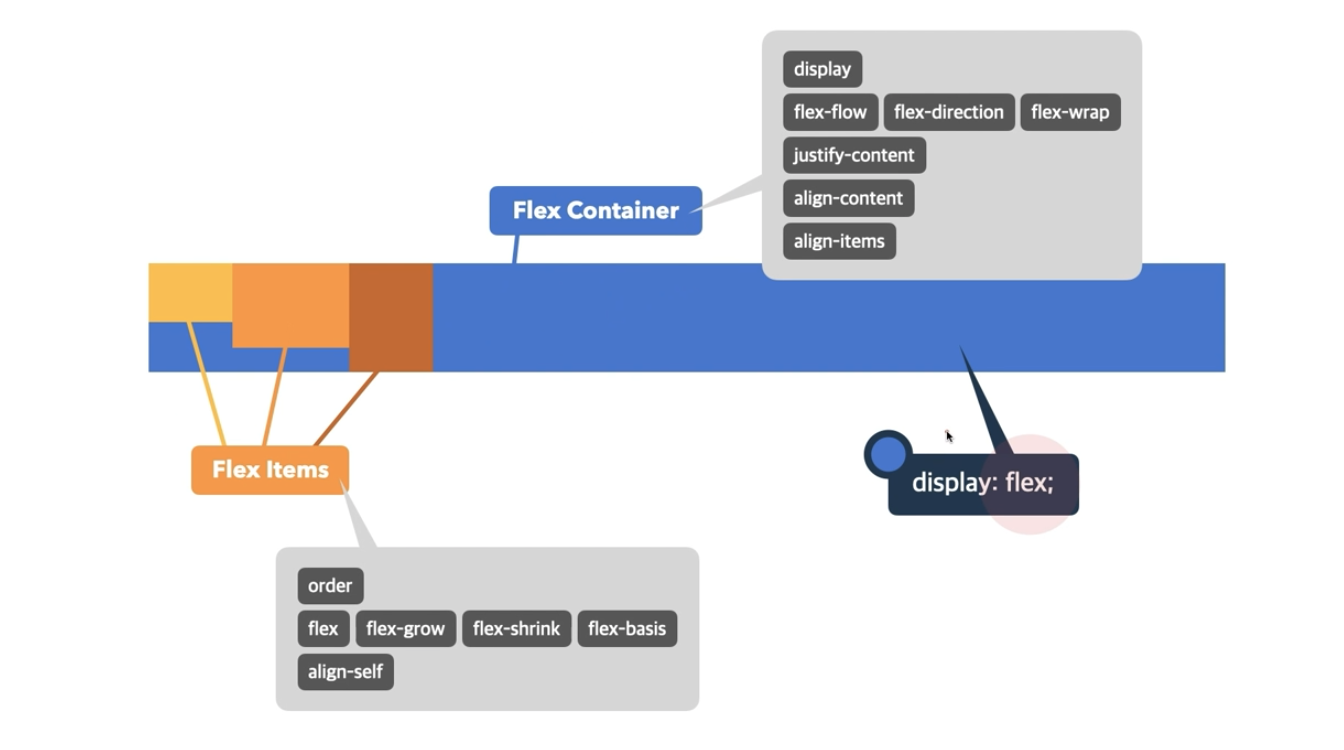 display
flex-flow flex-direction flex-wrap
justify-content
align-content
align-items
Flex Container
Flex Items
display: flex;
order
flex flex-grow flex-shrink flex-basis
align-self